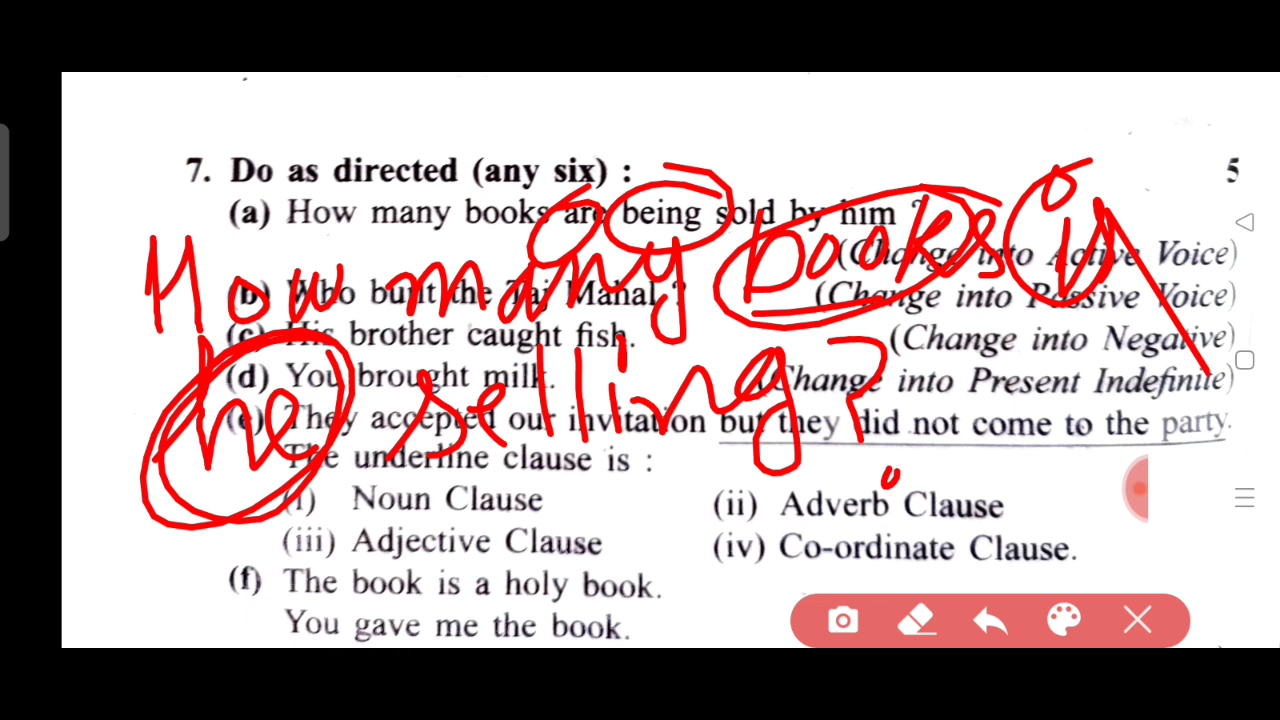 7. Do as directed (any six) : 5
(a) How many books are being sold by him ?
(Change into Active Voice)
How many books is
(b) Who built the Taj Mahal ? (Change into Passive Voice)
(c) His brother caught fish. (Change into Negative)
he selling?
(d) You brought milk. (Change into Present Indefinite)
(e) They accepted our invitation but they did not come to the party.
The underline clause is :
(i) Noun Clause (ii) Adverb Clause
(iii) Adjective Clause (iv) Co-ordinate Clause.
(f) The book is a holy book.
You gave me the book.